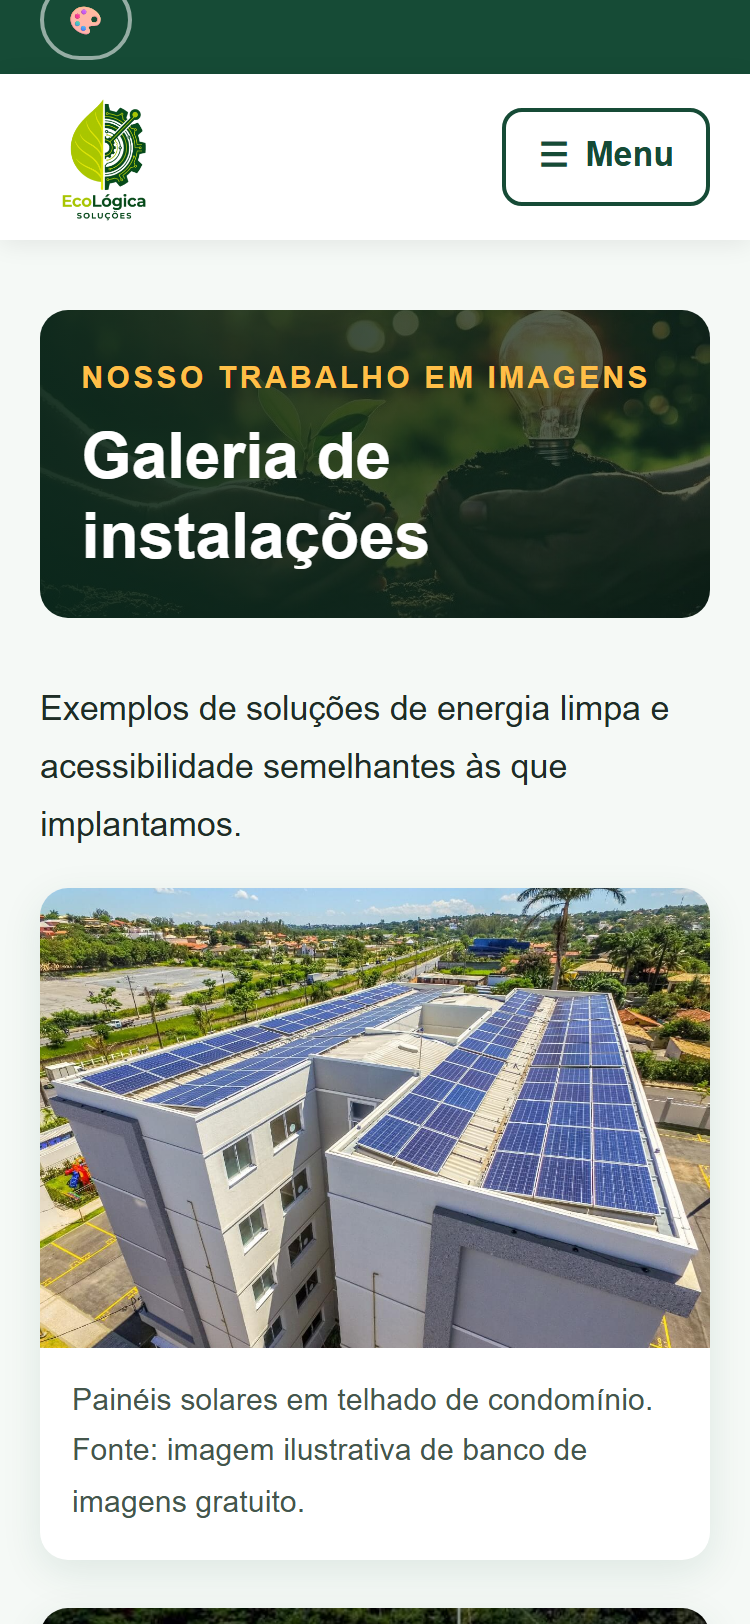 EcoLógica
SOLUÇÕES
☰ Menu
NOSSO TRABALHO EM IMAGENS
Galeria de
instalações
Exemplos de soluções de energia limpa e
acessibilidade semelhantes às que
implantamos.
Painéis solares em telhado de condomínio.
Fonte: imagem ilustrativa de banco de
imagens gratuito.